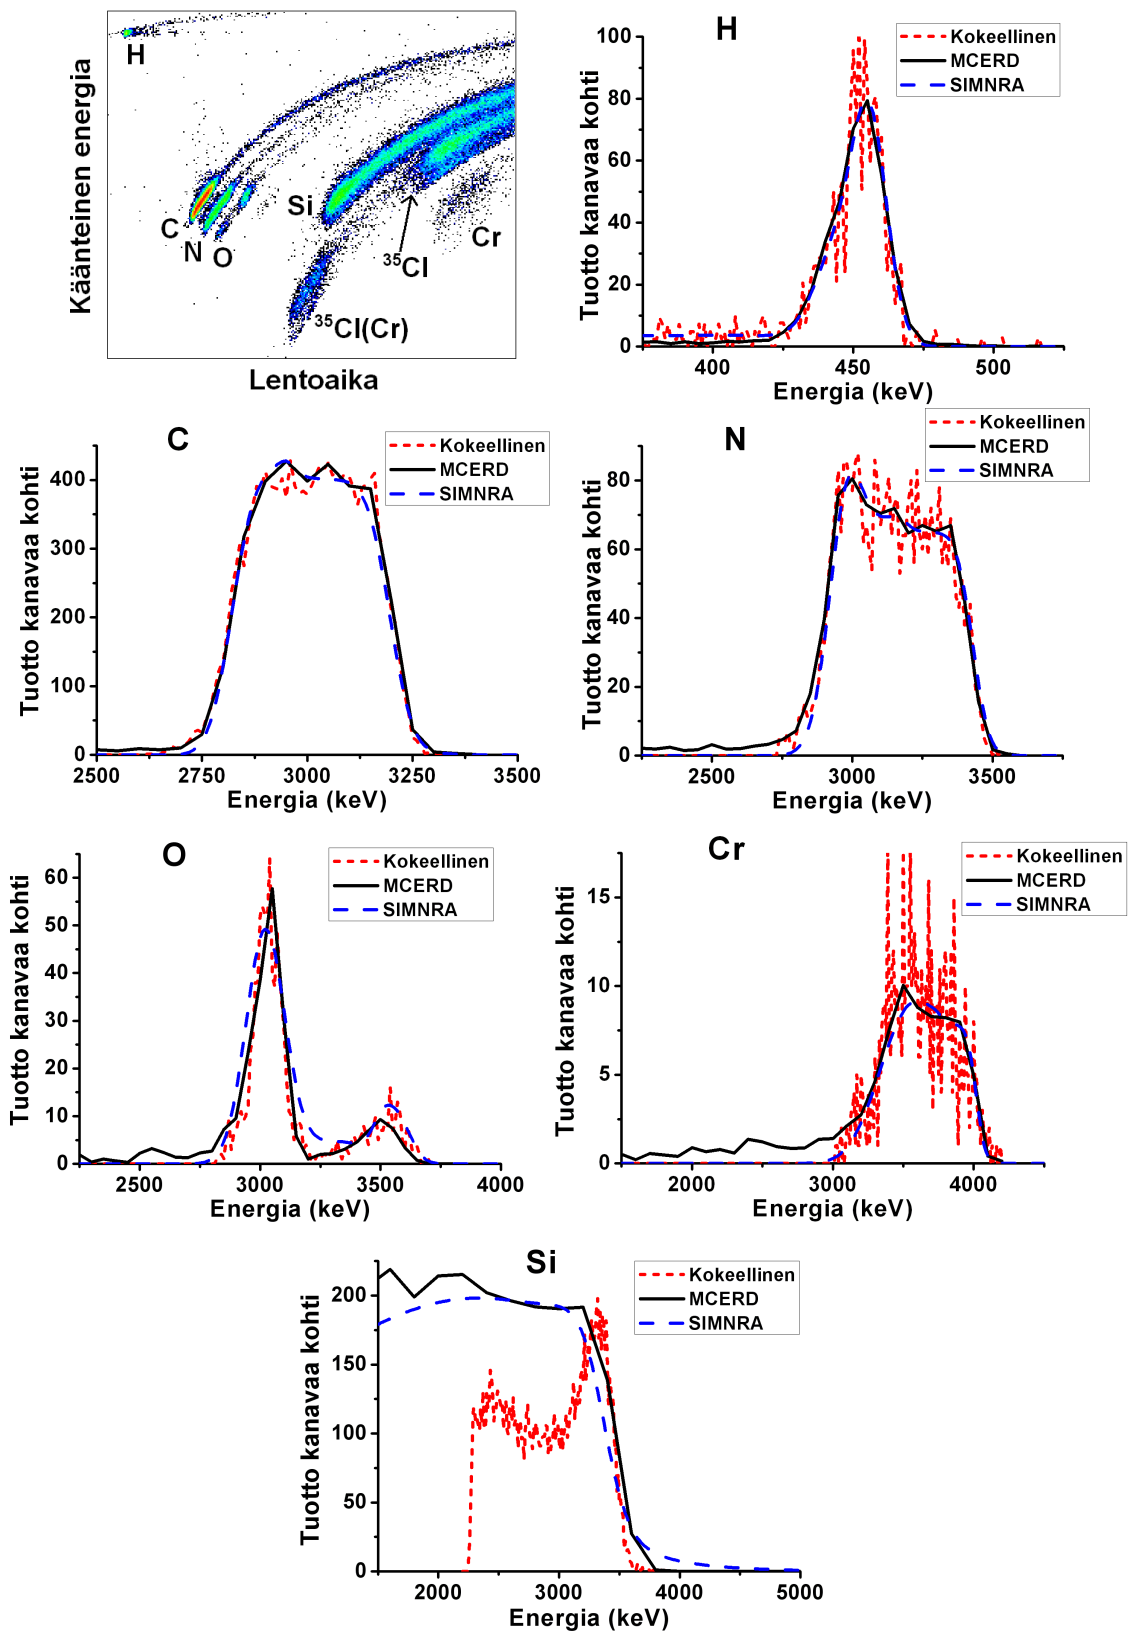 Käänteinen energia
H
C
N
O
Si
³⁵Cl
Cr
³⁵Cl(Cr)
Lentoaika
H
Kokeellinen
MCERD
SIMNRA
Tuotto kanavaa kohti
100
80
60
40
20
0
400
450
500
Energia (keV)
C
Kokeellinen
MCERD
SIMNRA
Tuotto kanavaa kohti
400
300
200
100
0
2500
2750
3000
3250
3500
Energia (keV)
N
Kokeellinen
MCERD
SIMNRA
Tuotto kanavaa kohti
80
60
40
20
0
2500
3000
3500
Energia (keV)
O
Kokeellinen
MCERD
SIMNRA
Tuotto kanavaa kohti
60
50
40
30
20
10
0
2500
3000
3500
4000
Energia (keV)
Cr
Kokeellinen
MCERD
SIMNRA
Tuotto kanavaa kohti
15
10
5
0
2000
3000
4000
Energia (keV)
Si
Kokeellinen
MCERD
SIMNRA
Tuotto kanavaa kohti
200
150
100
50
0
2000
3000
4000
5000
Energia (keV)